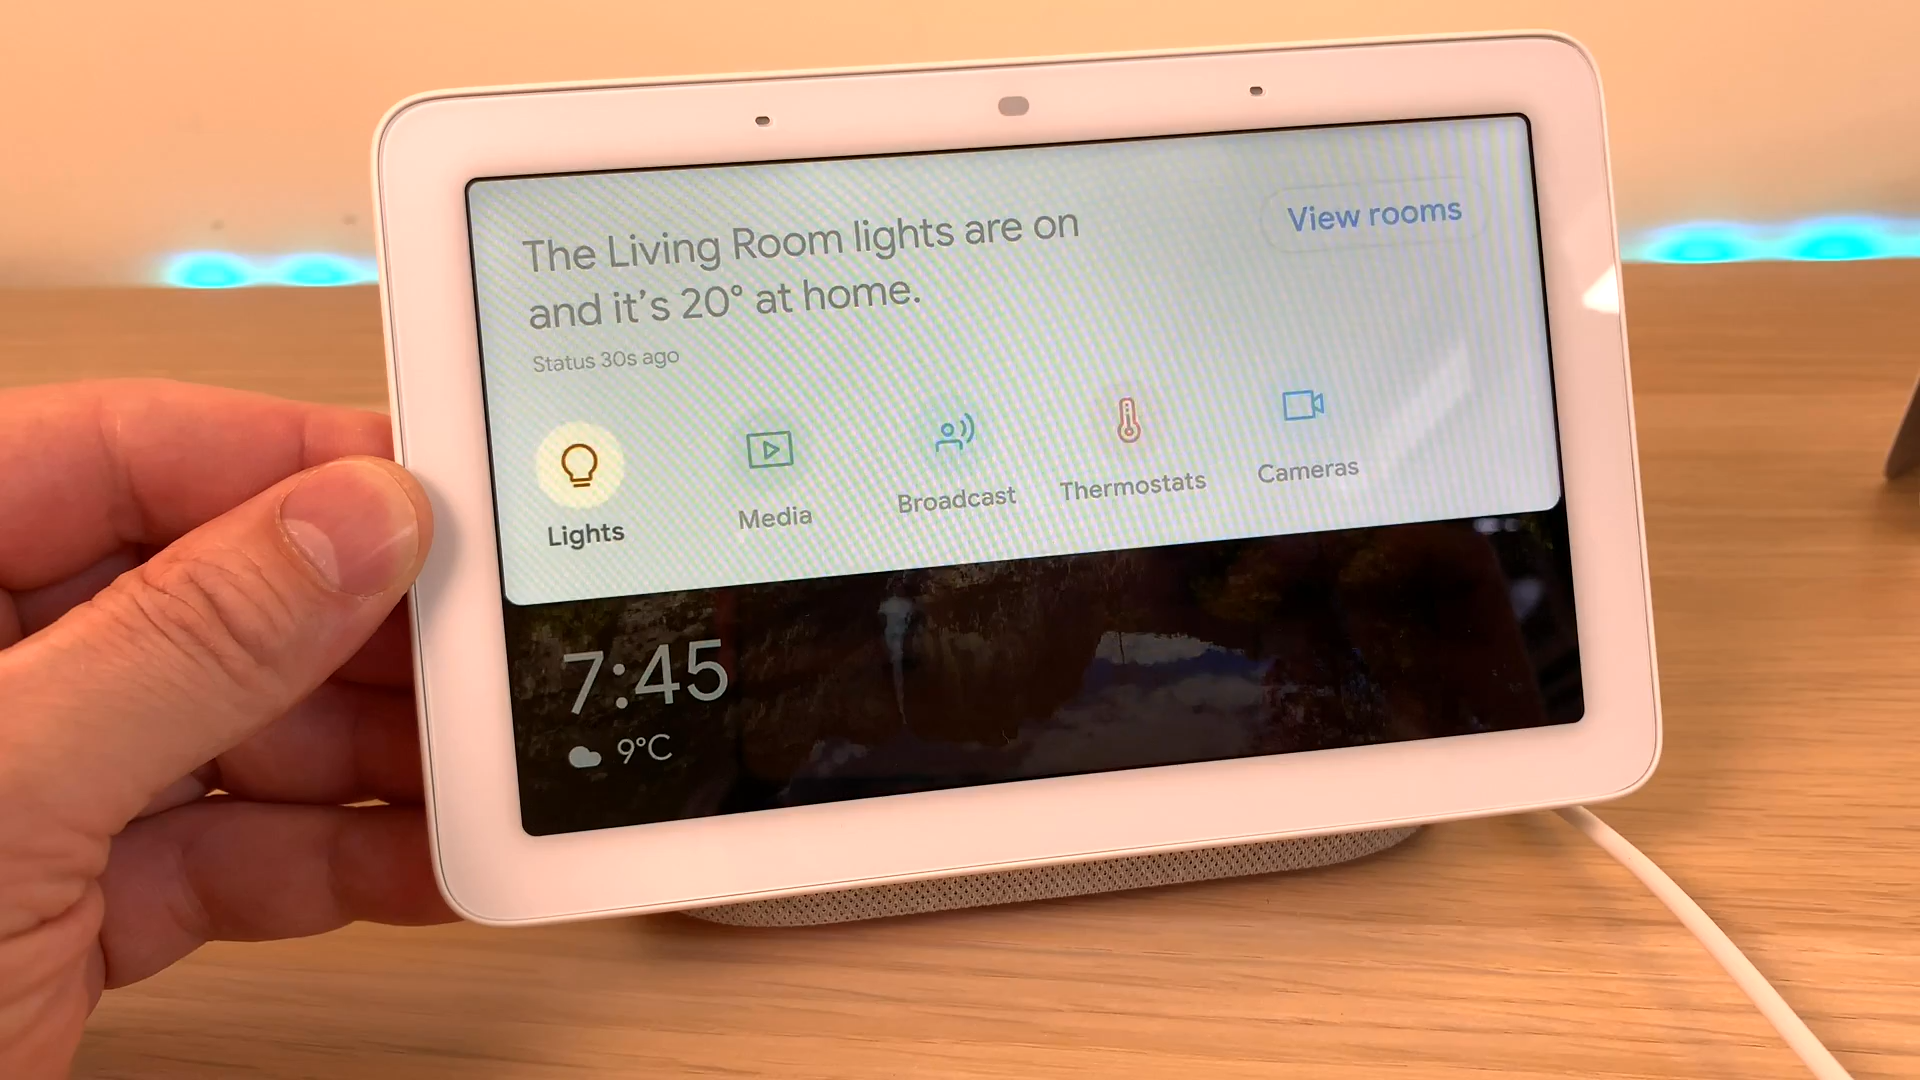 The Living Room lights are on
and it's 20° at home.
View rooms
Status 30s ago
Lights
Media
Broadcast
Thermostats
Cameras
7:45
9°C